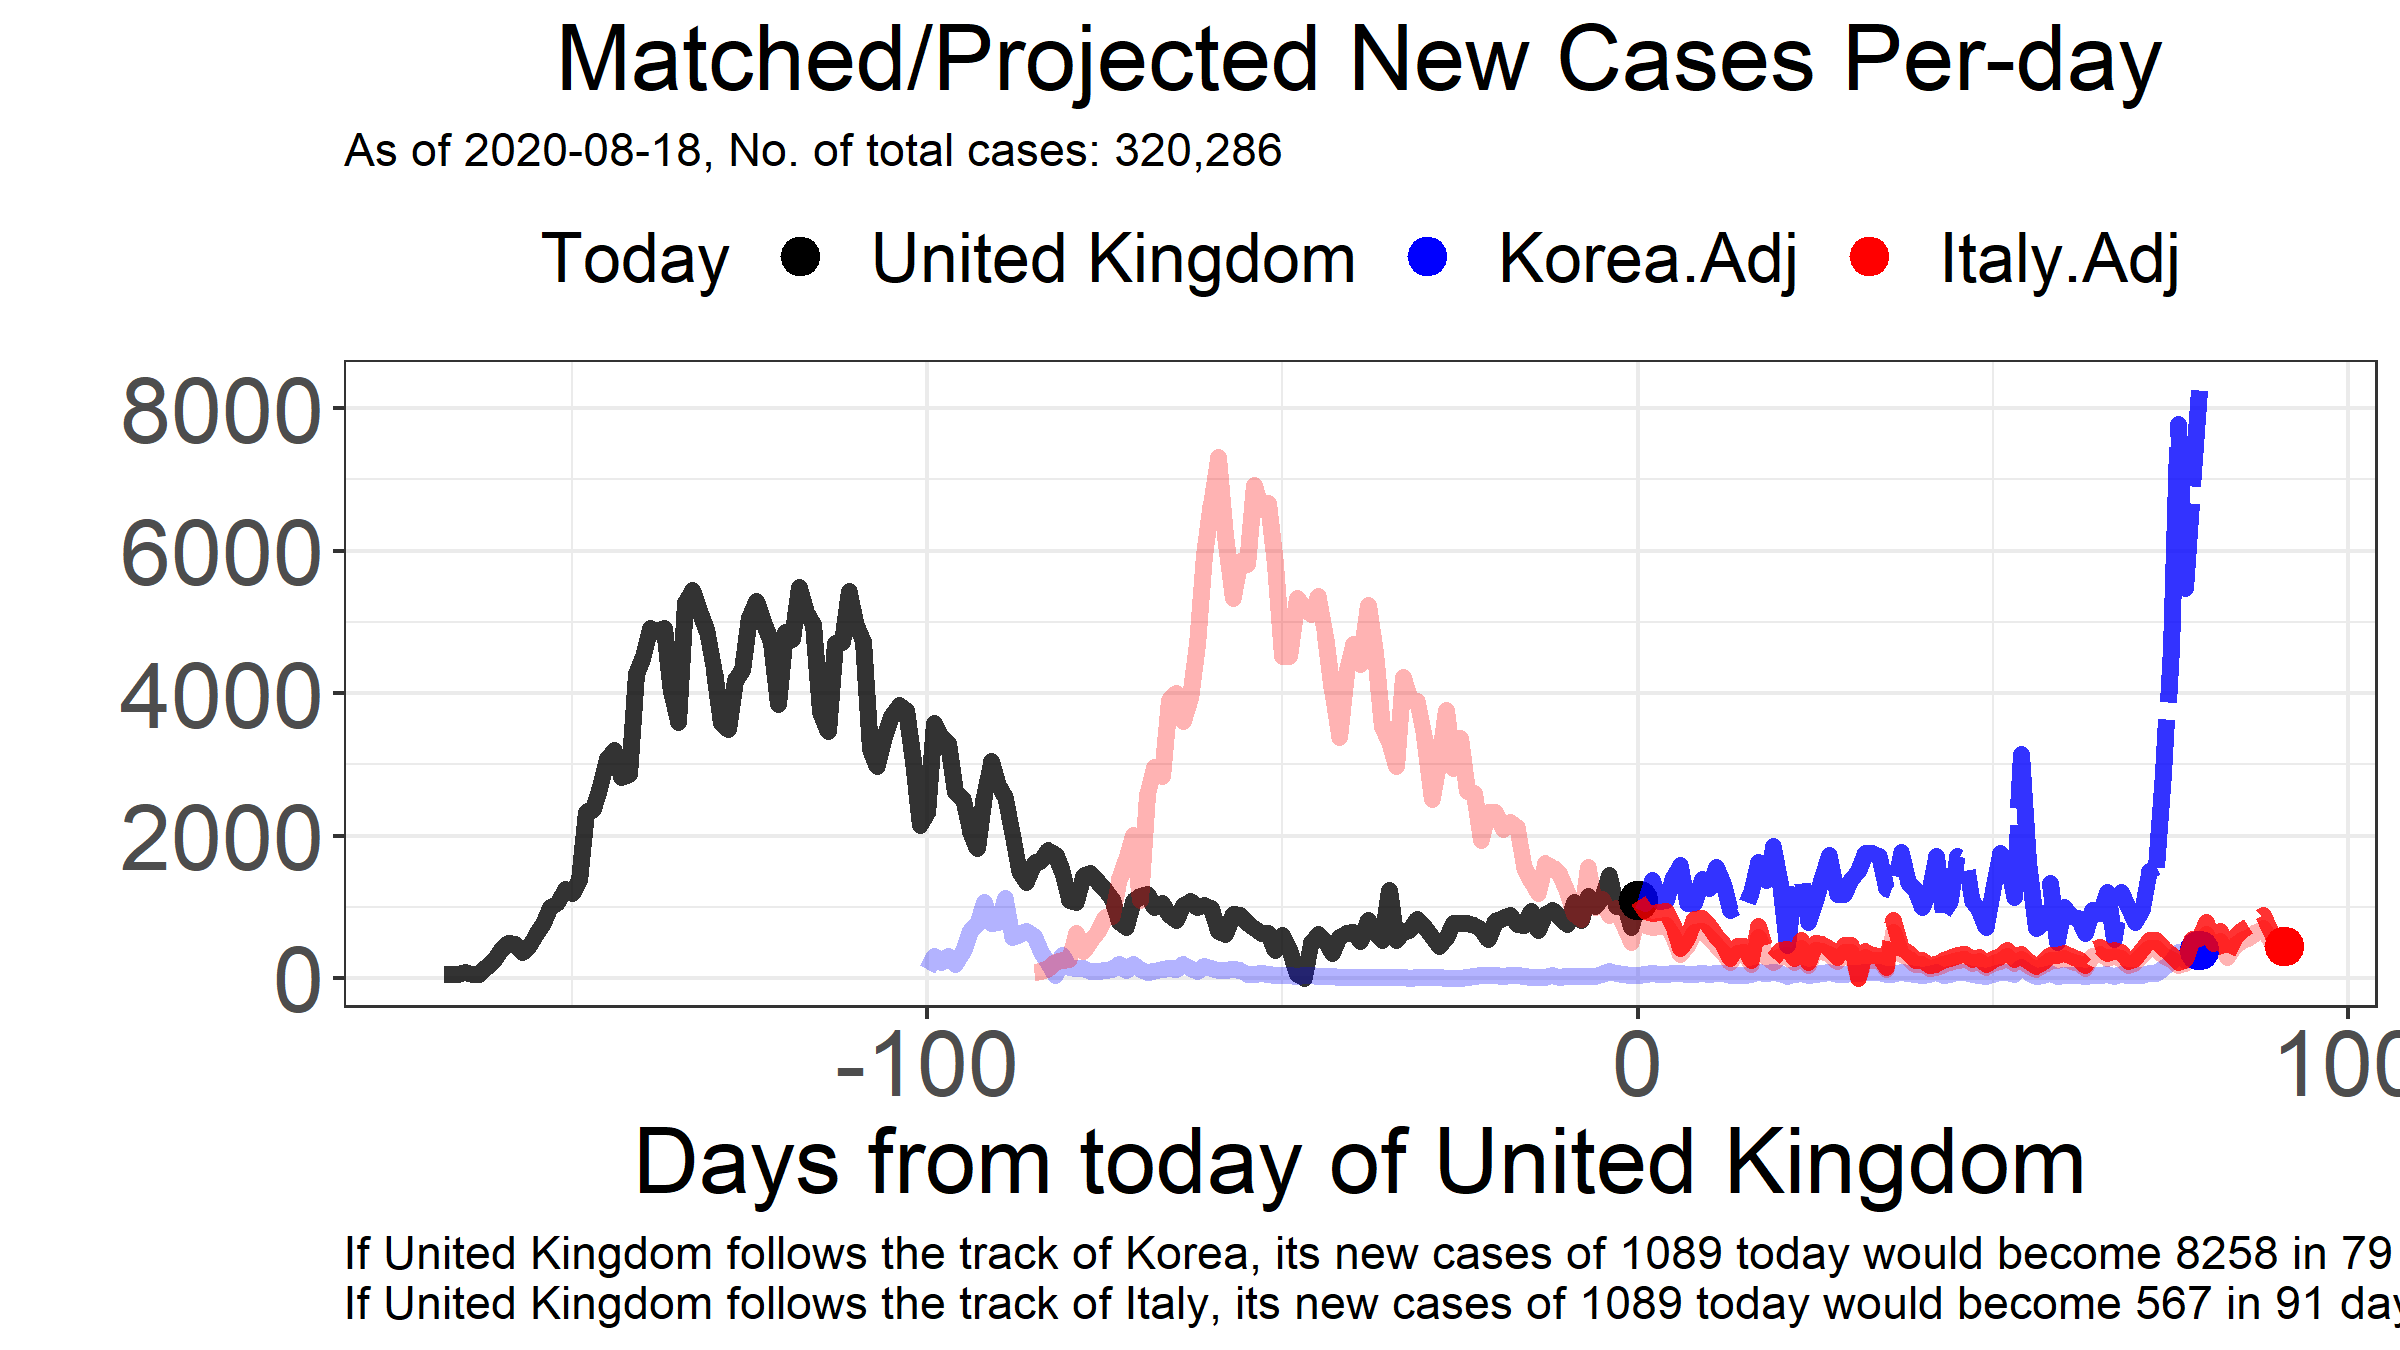 Matched/Projected New Cases Per-day
As of 2020-08-18, No. of total cases: 320,286
Today United Kingdom Korea.Adj Italy.Adj
8000
6000
4000
2000
0
-100 0 100
Days from today of United Kingdom
If United Kingdom follows the track of Korea, its new cases of 1089 today would become 8258 in 79
If United Kingdom follows the track of Italy, its new cases of 1089 today would become 567 in 91 day